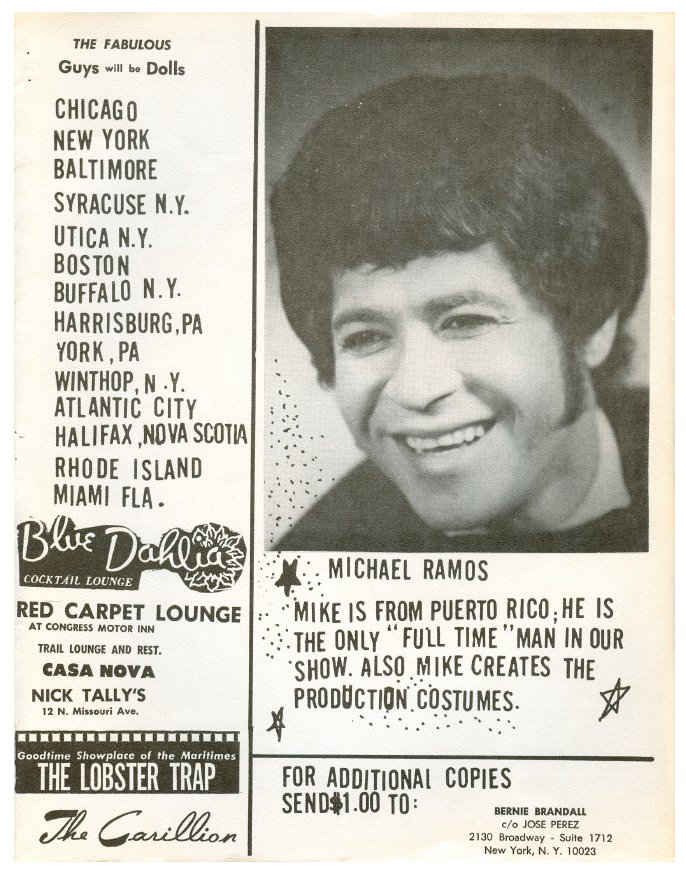 THE FABULOUS
Guys will be Dolls
CHICAGO
NEW YORK
BALTIMORE
SYRACUSE N.Y.
UTICA N.Y.
BOSTON
BUFFALO N.Y.
HARRISBURG,PA
YORK, PA
WINTHOP, N.Y.
ATLANTIC CITY
HALIFAX, NOVA SCOTIA
RHODE ISLAND
MIAMI FLA.
Blue Dahlia
COCKTAIL LOUNGE
RED CARPET LOUNGE
AT CONGRESS MOTOR INN
TRAIL LOUNGE AND REST.
CASA NOVA
NICK TALLY'S
12 N. Missouri Ave.
Goodtime Showplace of the Maritimes
THE LOBSTER TRAP
The Carillion
MICHAEL RAMOS
MIKE IS FROM PUERTO RICO; HE IS
THE ONLY "FULL TIME" MAN IN OUR
SHOW. ALSO MIKE CREATES THE
PRODUCTION COSTUMES.
FOR ADDITIONAL COPIES
SEND $1.00 TO:
BERNIE BRANDALL
c/o JOSE PEREZ
2130 Broadway - Suite 1712
New York, N. Y. 10023